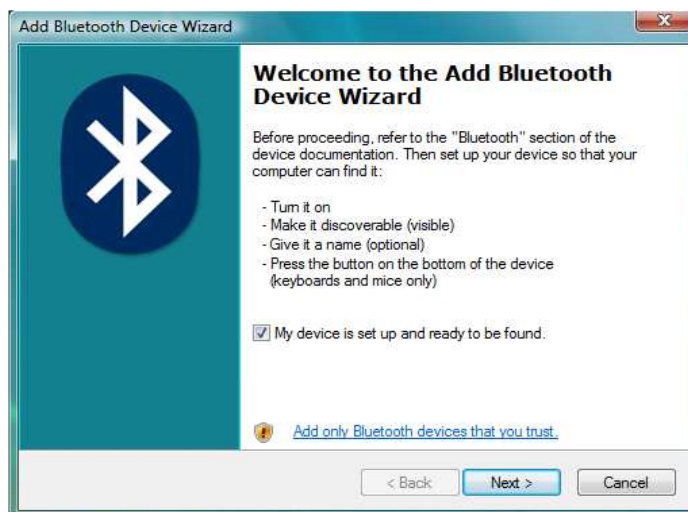 Add Bluetooth Device Wizard
Welcome to the Add Bluetooth
Device Wizard
Before proceeding, refer to the "Bluetooth" section of the
device documentation. Then set up your device so that your
computer can find it:
- Turn it on
- Make it discoverable (visible)
- Give it a name (optional)
- Press the button on the bottom of the device
(keyboards and mice only)
My device is set up and ready to be found.
Add only Bluetooth devices that you trust.
< Back Next > Cancel